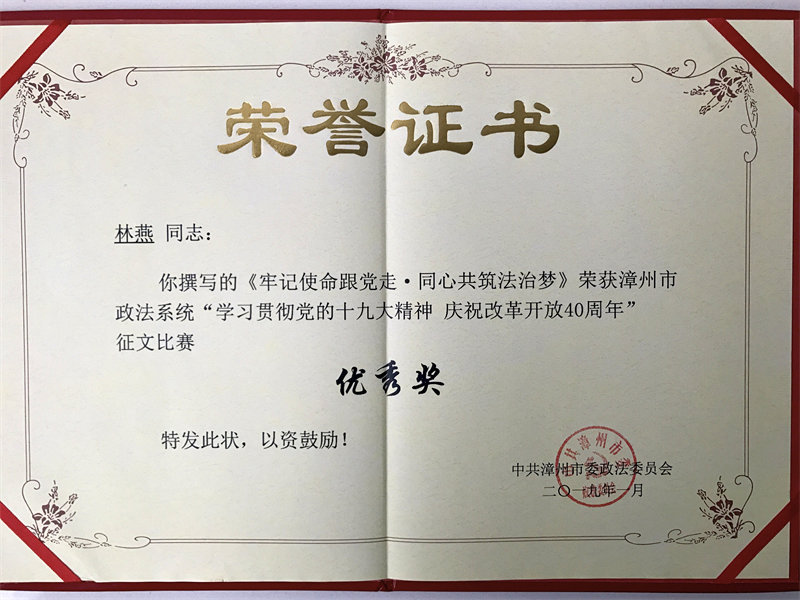 荣誉证书
林燕 同志：
你撰写的《牢记使命跟党走·同心共筑法治梦》荣获漳州市
政法系统“学习贯彻党的十九大精神 庆祝改革开放40周年”
征文比赛
优秀奖
特发此状，以资鼓励！
中共漳州市委政法委员会
二〇一九年一月